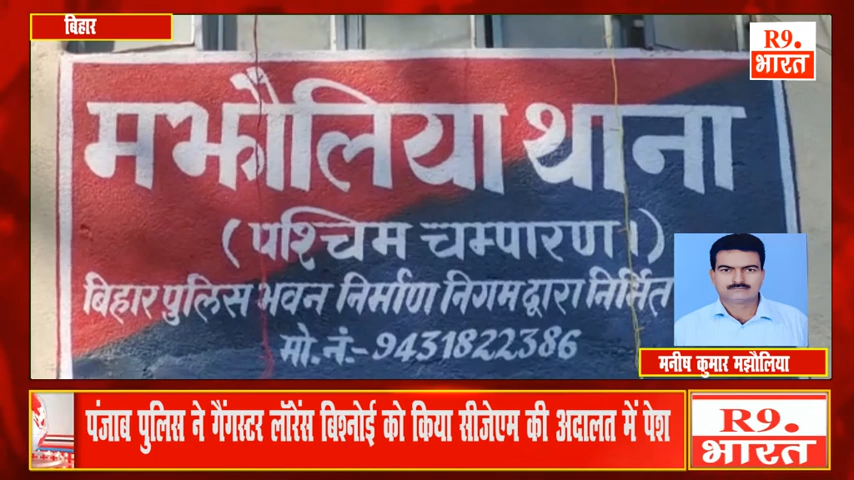 बिहार
R9.
भारत
मझौलिया थाना
(पश्चिम चम्पारण।)
बिहार पुलिस भवन निर्माण निगम द्वारा निर्मित
मो.नं:-9431822386
मनीष कुमार मझौलिया
पंजाब पुलिस ने गैंगस्टर लॉरेंस बिश्नोई को किया सीजेएम की अदालत में पेश
R9.
भारत